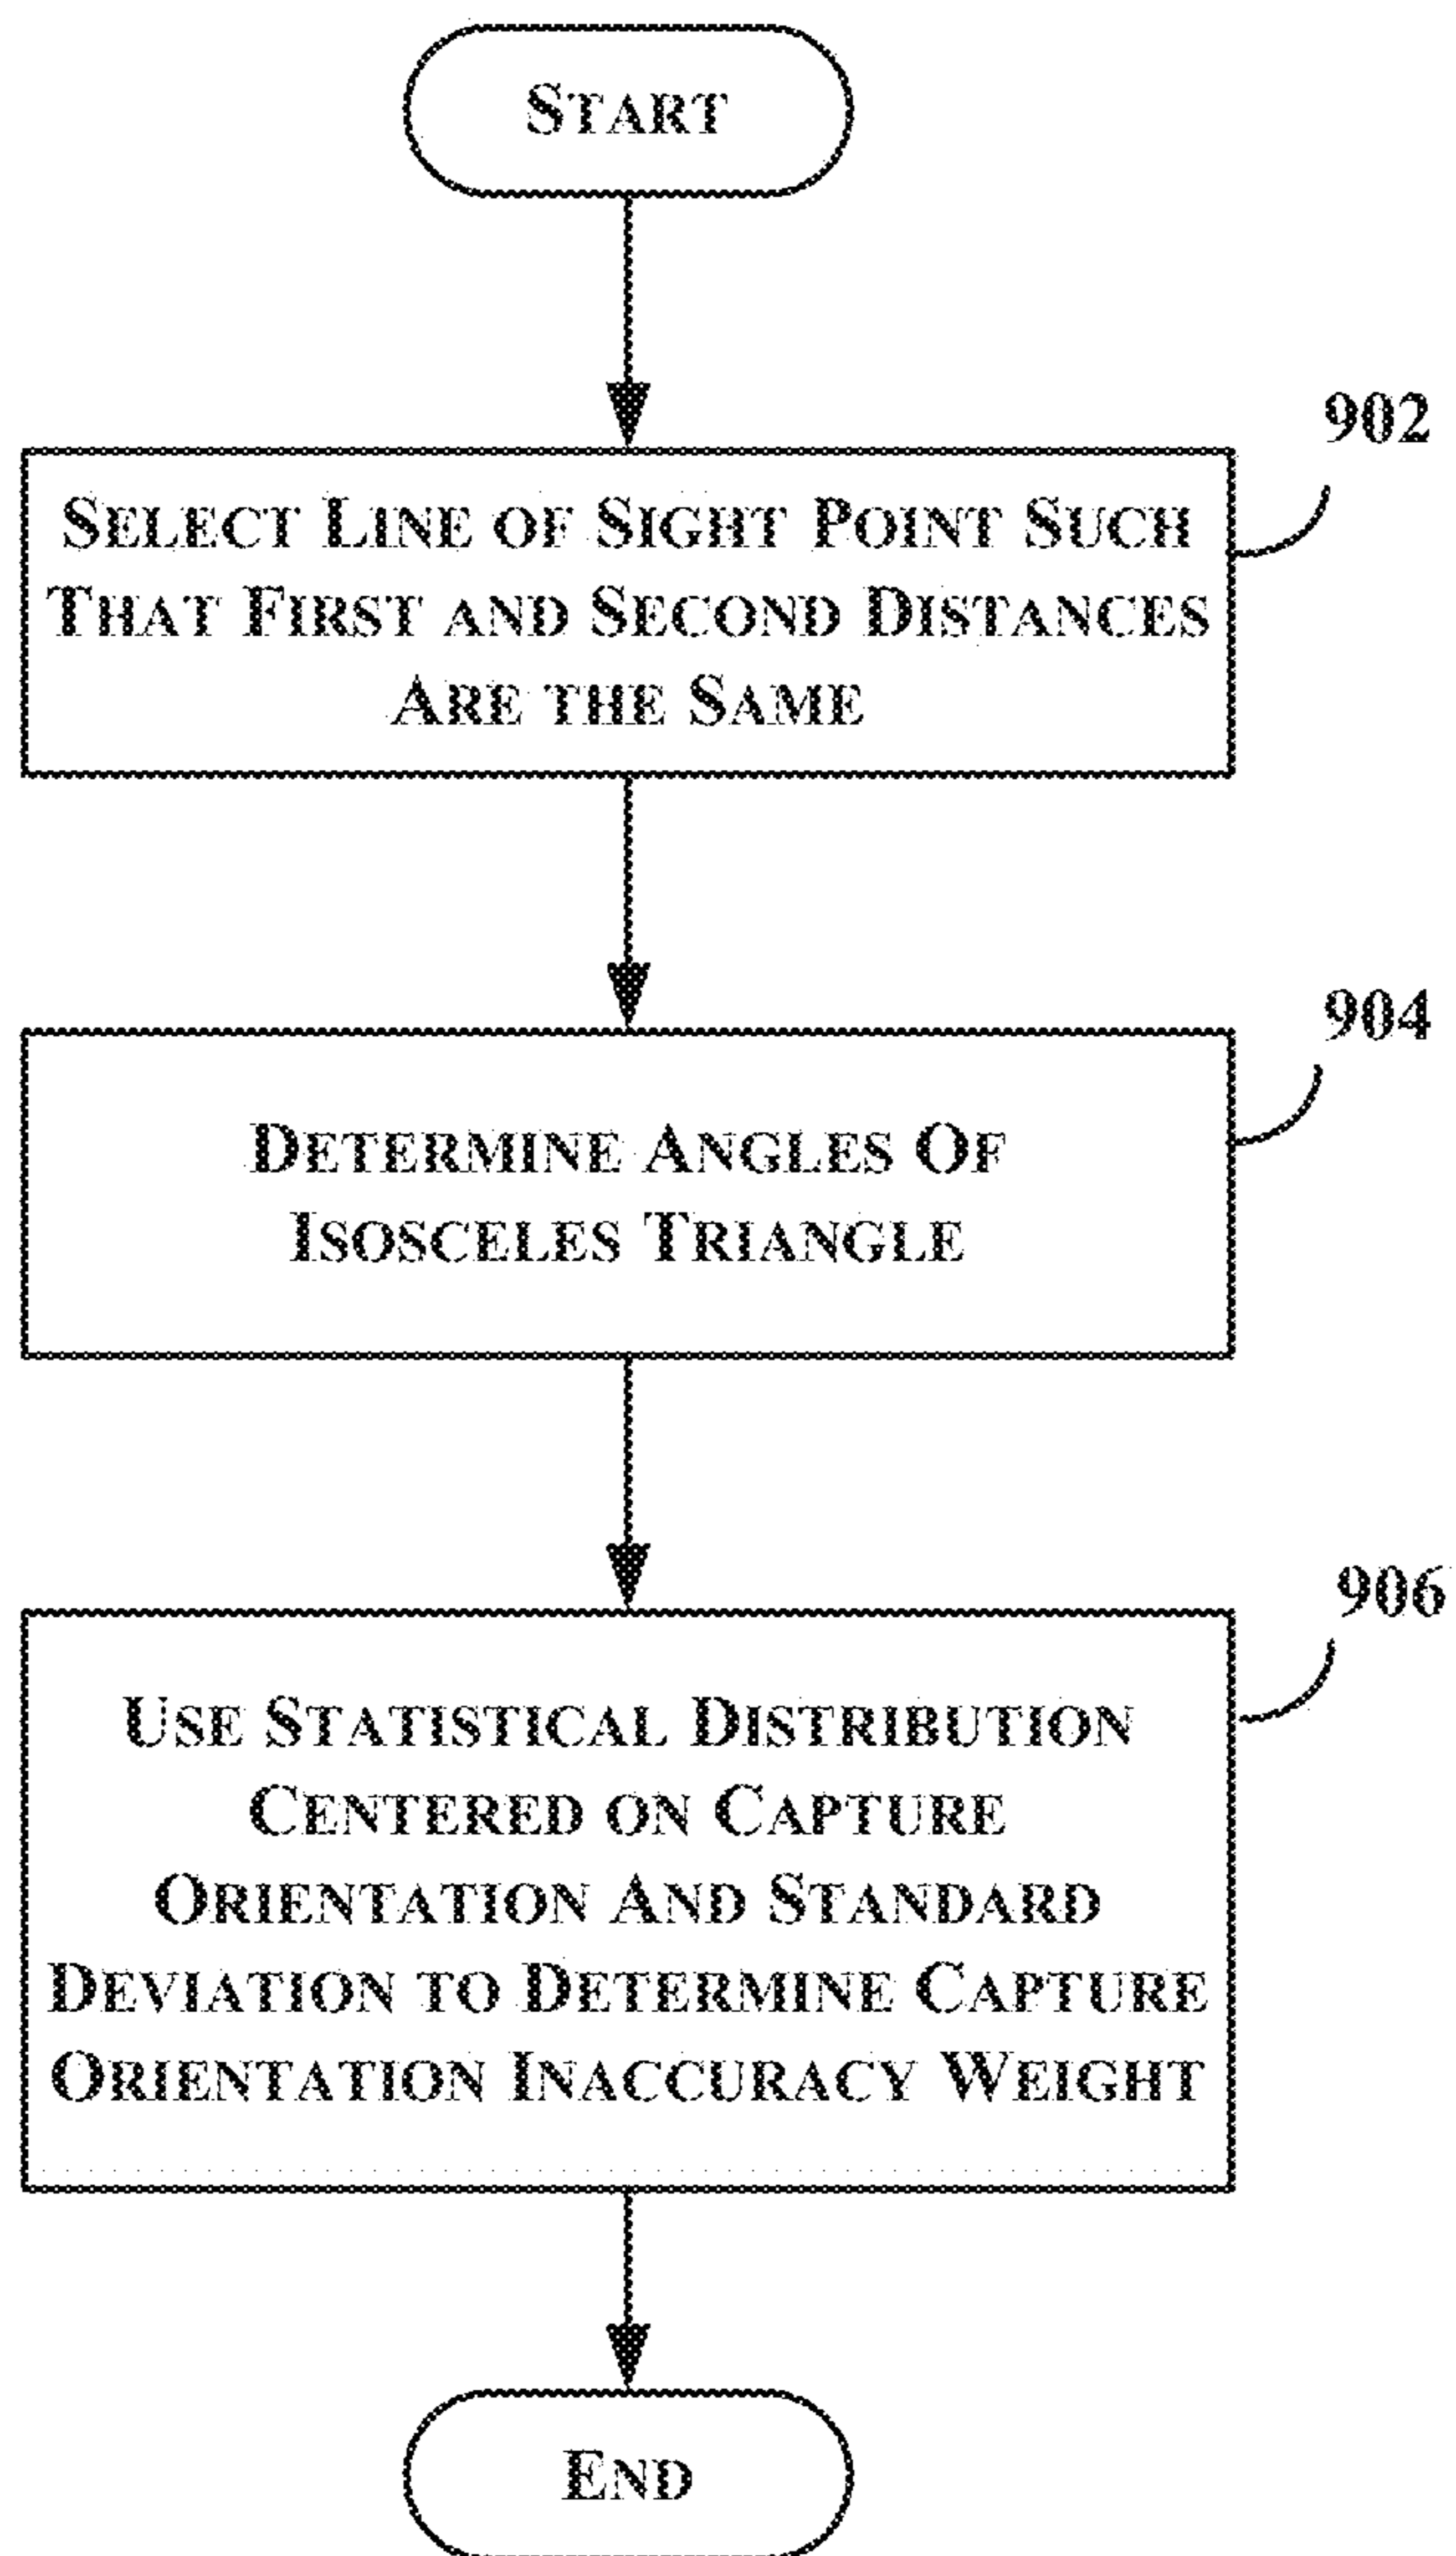 START
902
SELECT LINE OF SIGHT POINT SUCH
THAT FIRST AND SECOND DISTANCES
ARE THE SAME
904
DETERMINE ANGLES OF
ISOSCELES TRIANGLE
906
USE STATISTICAL DISTRIBUTION
CENTERED ON CAPTURE
ORIENTATION AND STANDARD
DEVIATION TO DETERMINE CAPTURE
ORIENTATION INACCURACY WEIGHT
END